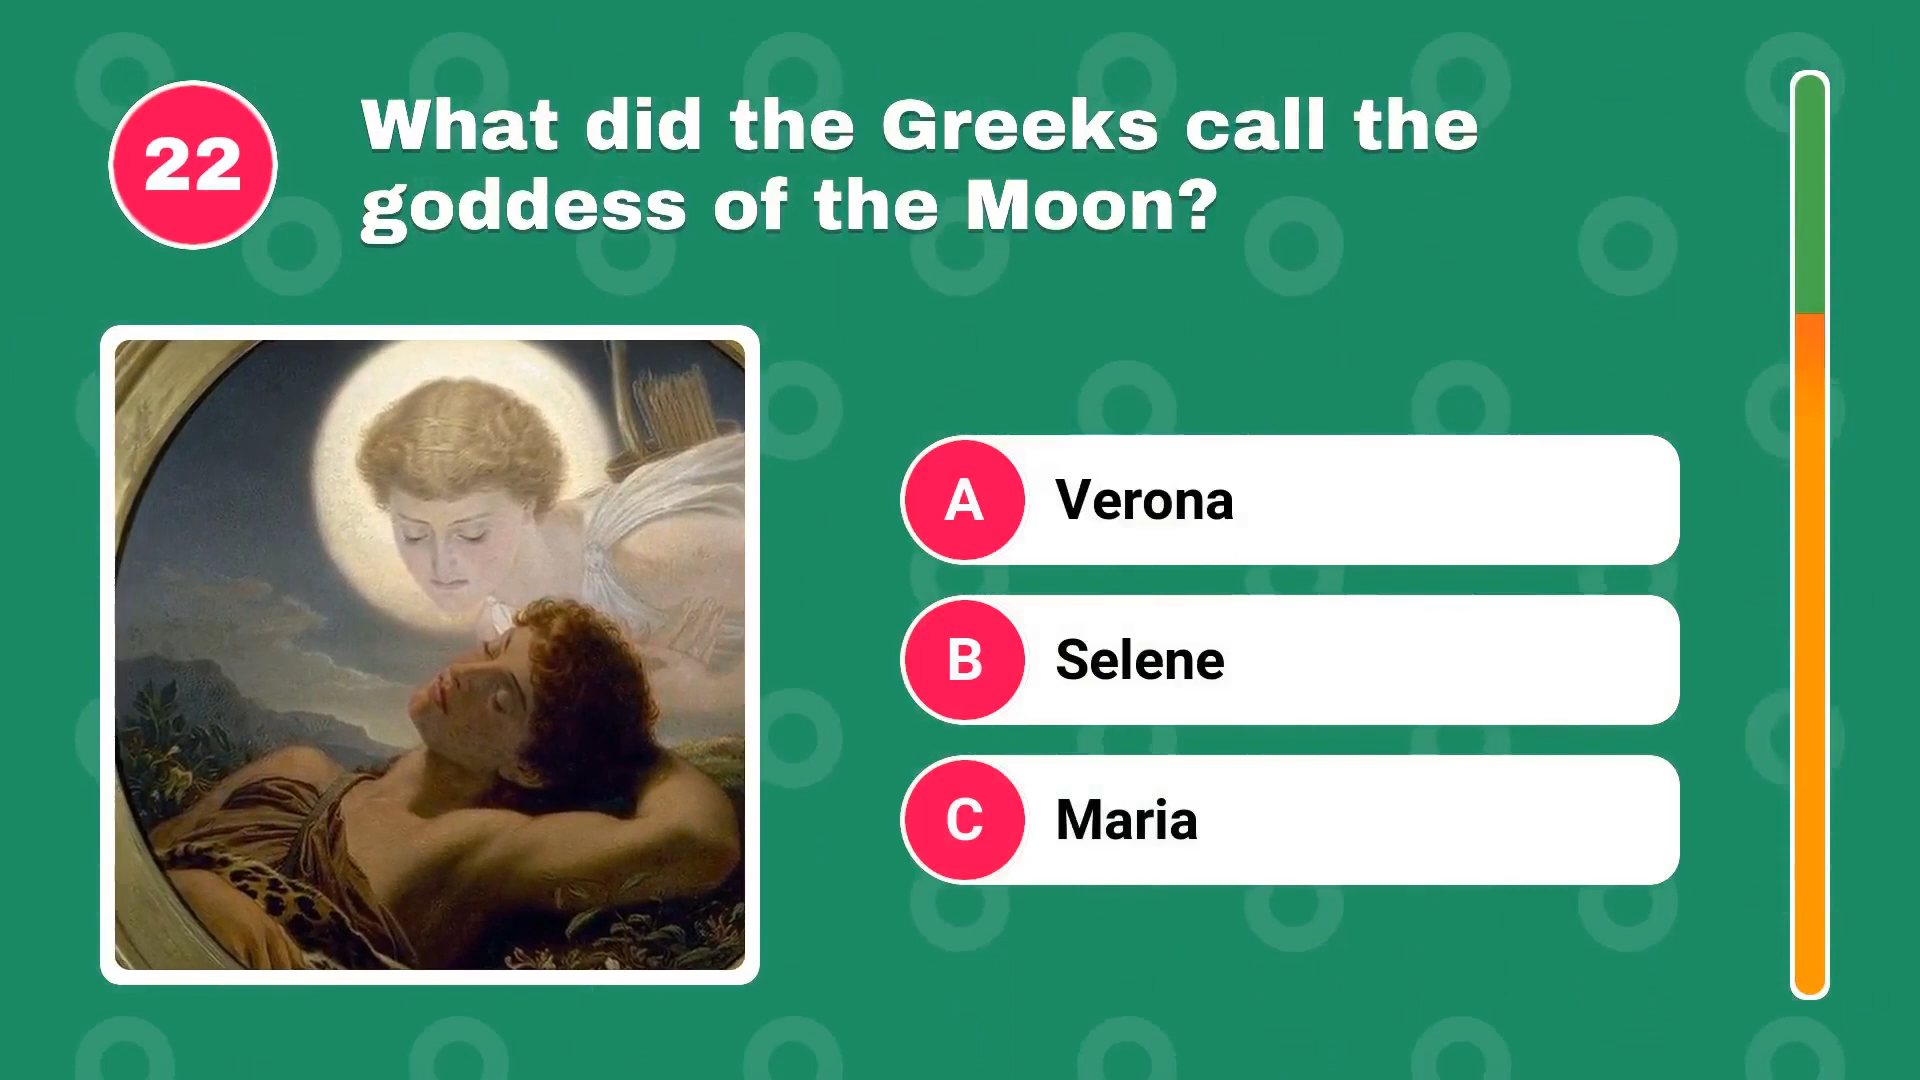 22
What did the Greeks call the
goddess of the Moon?
A Verona
B Selene
C Maria